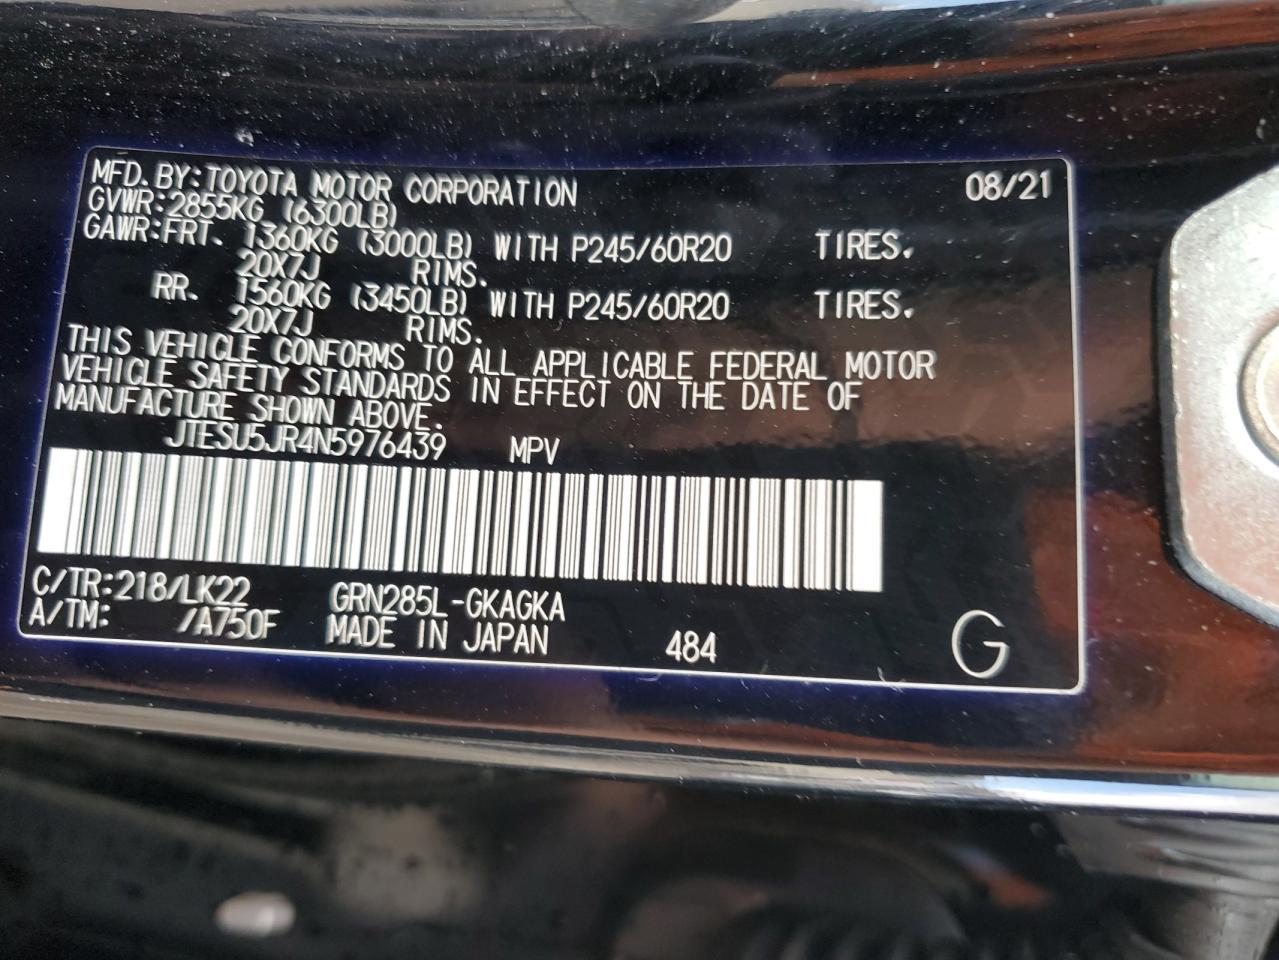 MFD. BY: TOYOTA MOTOR CORPORATION 08/21
GVWR: 2855KG (6300LB)
GAWR: FRT. 1360KG (3000LB) WITH P245/60R20 TIRES.
20X7J RIMS.
RR. 1560KG (3450LB) WITH P245/60R20 TIRES.
20X7J RIMS.
THIS VEHICLE CONFORMS TO ALL APPLICABLE FEDERAL MOTOR
VEHICLE SAFETY STANDARDS IN EFFECT ON THE DATE OF
MANUFACTURE SHOWN ABOVE.
JTESU5JR4N5976439 MPV
C/TR: 218/LK22 GRN285L-GKAGKA
A/TM: /A750F MADE IN JAPAN 484 G